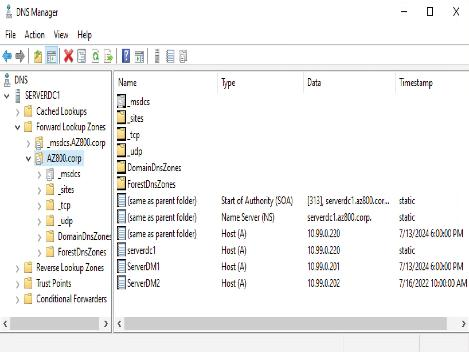 DNS Manager
File Action View Help
DNS
SERVERDC1
Cached Lookups
Forward Lookup Zones
_msdcs.AZ800.corp
AZ800.corp
_msdcs
_sites
_tcp
_udp
DomainDnsZones
ForestDnsZones
Reverse Lookup Zones
Trust Points
Conditional Forwarders
Name Type Data Timestamp
_msdcs
_sites
_tcp
_udp
DomainDnsZones
ForestDnsZones
(same as parent folder) Start of Authority (SOA) [313], serverdc1.az800.cor... static
(same as parent folder) Name Server (NS) serverdc1.az800.corp. static
(same as parent folder) Host (A) 10.99.0.220 7/13/2024 6:00:00 PM
serverdc1 Host (A) 10.99.0.220 static
ServerDM1 Host (A) 10.99.0.201 7/13/2024 6:00:00 PM
ServerDM2 Host (A) 10.99.0.202 7/16/2022 10:00:00 AM